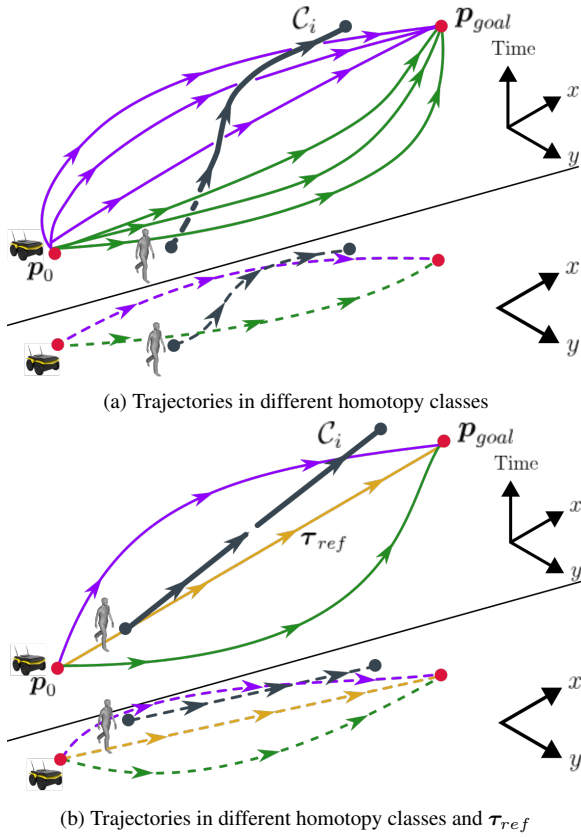 𝒞ᵢ
𝒑_goal
Time
x
y
𝒑₀
x
y
(a) Trajectories in different homotopy classes
𝒞ᵢ
𝒑_goal
Time
x
y
𝝉_ref
𝒑₀
x
y
(b) Trajectories in different homotopy classes and 𝝉_ref